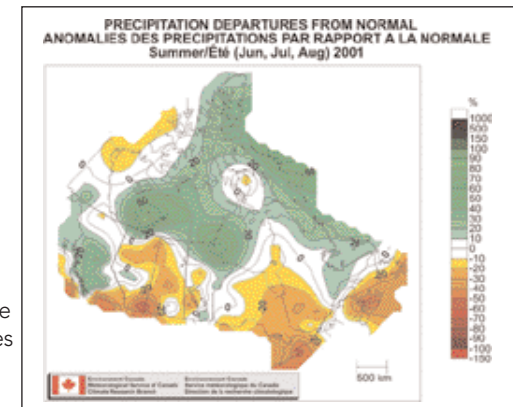 PRECIPITATION DEPARTURES FROM NORMAL
ANOMALIES DES PRECIPITATIONS PAR RAPPORT A LA NORMALE
Summer/Été (Jun, Jul, Aug) 2001
%
1000
500
150
100
90
80
70
60
50
40
30
20
10
0
-10
-20
-30
-40
-50
-60
-70
-80
-90
-100
-150
500 km
Environment Canada
Meteorological Service of Canada
Climate Research Branch
Environnement Canada
Service météorologique du Canada
Direction de la recherche climatologique